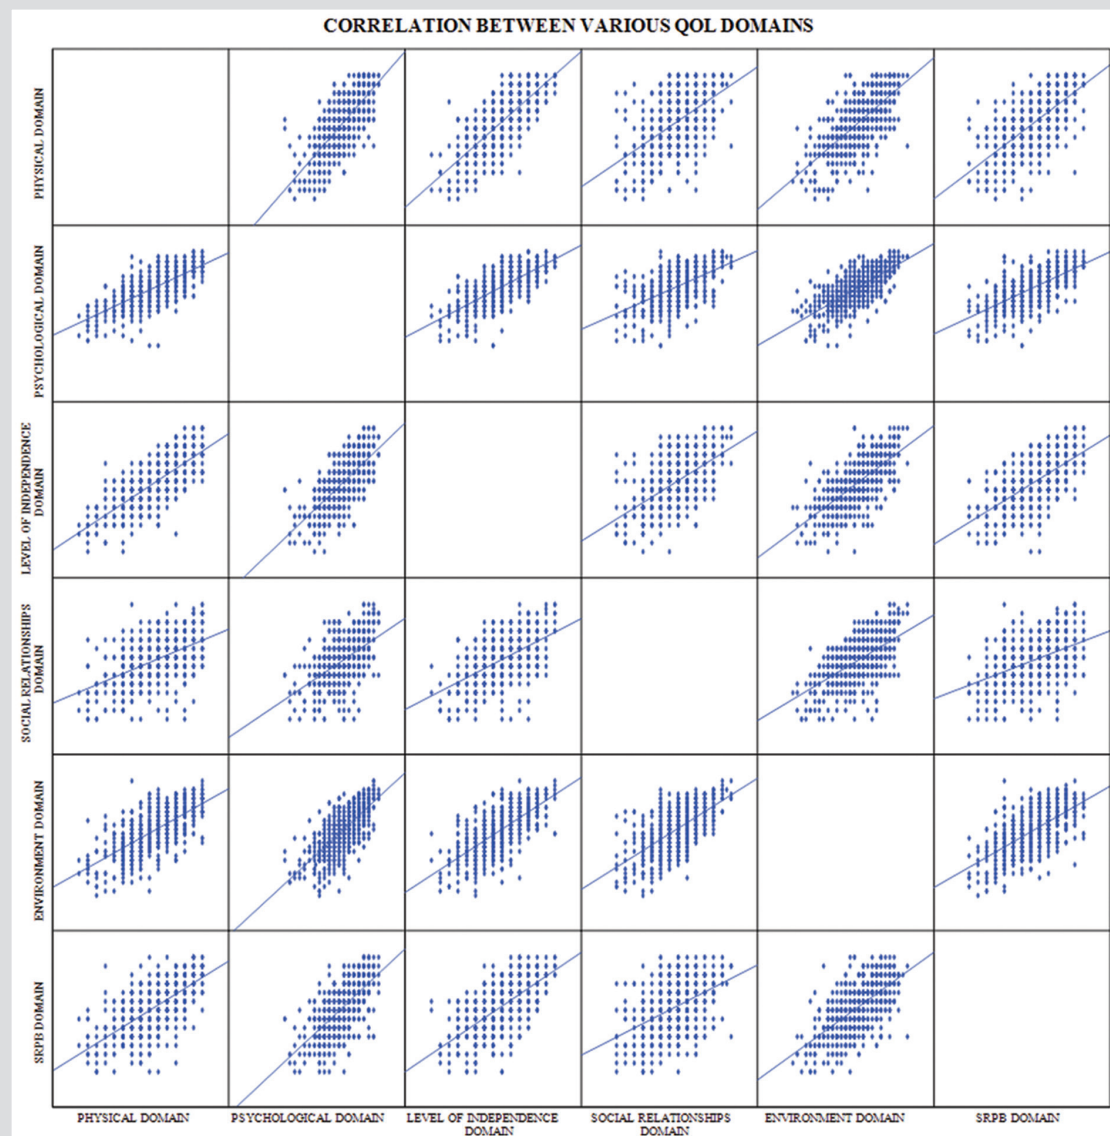 CORRELATION BETWEEN VARIOUS QOL DOMAINS
PHYSICAL DOMAIN
PSYCHOLOGICAL DOMAIN
LEVEL OF INDEPENDENCE
DOMAIN
SOCIAL RELATIONSHIPS
DOMAIN
ENVIRONMENT DOMAIN
SRPB DOMAIN
PHYSICAL DOMAIN
PSYCHOLOGICAL DOMAIN
LEVEL OF INDEPENDENCE
DOMAIN
SOCIAL RELATIONSHIPS
DOMAIN
ENVIRONMENT DOMAIN
SRPB DOMAIN